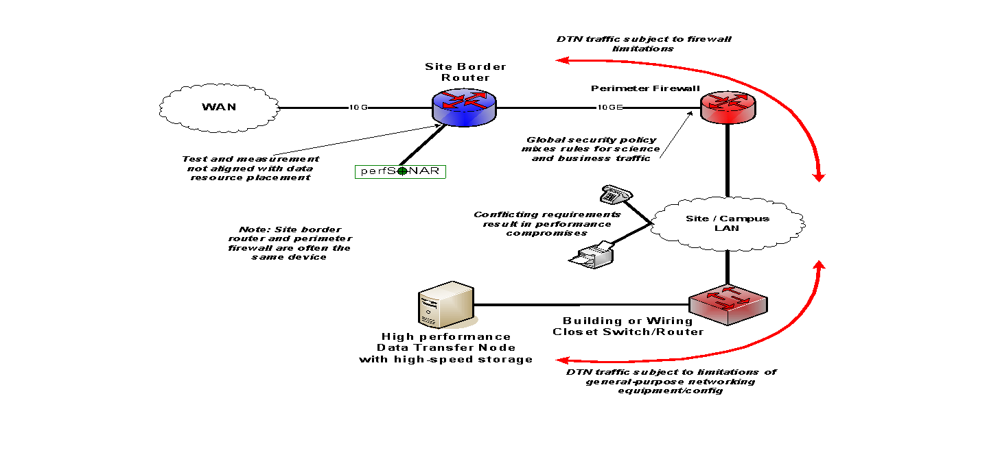 DTN traffic subject to firewall
limitations
Site Border
Router
Perimeter Firewall
WAN
10G
10GE
Global security policy
mixes rules for science
and business traffic
Test and measurement
not aligned with data
resource placement
perfSONAR
Conflicting requirements
result in performance
compromises
Site / Campus
LAN
Note: Site border
router and perimeter
firewall are often the
same device
Building or Wiring
Closet Switch/Router
High performance
Data Transfer Node
with high-speed storage
DTN traffic subject to limitations of
general-purpose networking
equipment/config